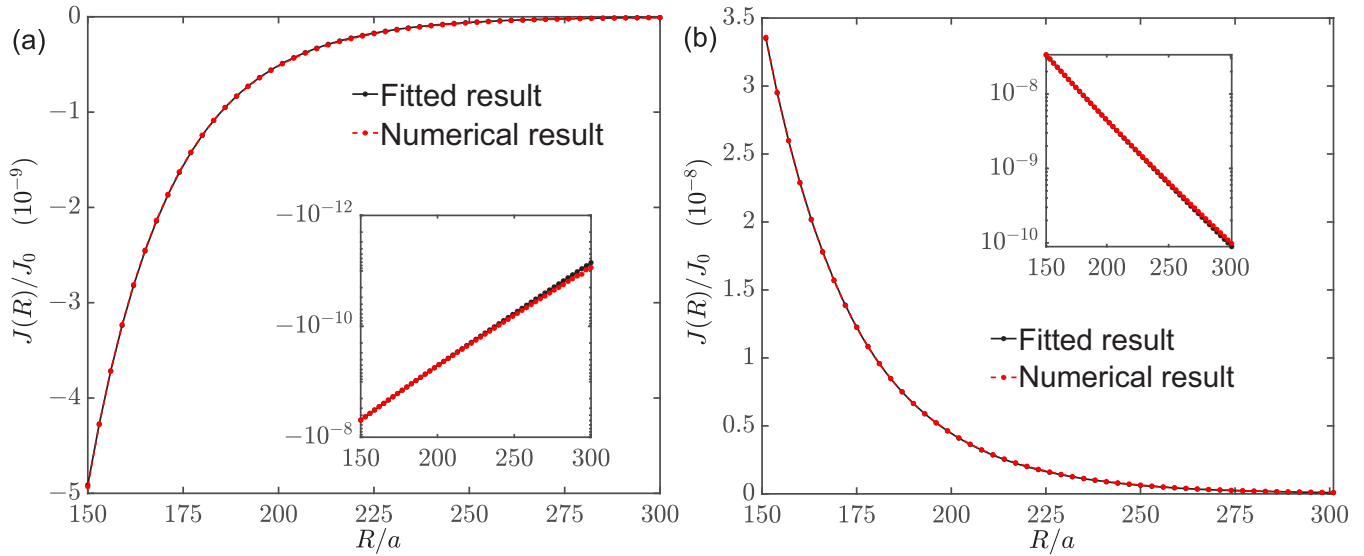 (a)
J(R)/J₀ (10⁻⁹)
0
−1
−2
−3
−4
−5
150 175 200 225 250 275 300
R/a
Fitted result
Numerical result
−10⁻¹²
−10⁻¹⁰
−10⁻⁸
150 200 250 300
(b)
J(R)/J₀ (10⁻⁸)
3.5
3
2.5
2
1.5
1
0.5
0
150 175 200 225 250 275 300
R/a
10⁻⁸
10⁻⁹
10⁻¹⁰
150 200 250 300
Fitted result
Numerical result